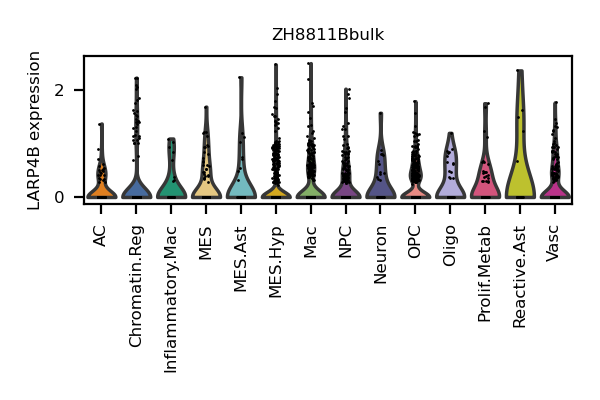 ZH8811Bbulk
LARP4B expression
2
0
AC
Chromatin.Reg
Inflammatory.Mac
MES
MES.Ast
MES.Hyp
Mac
NPC
Neuron
OPC
Oligo
Prolif.Metab
Reactive.Ast
Vasc